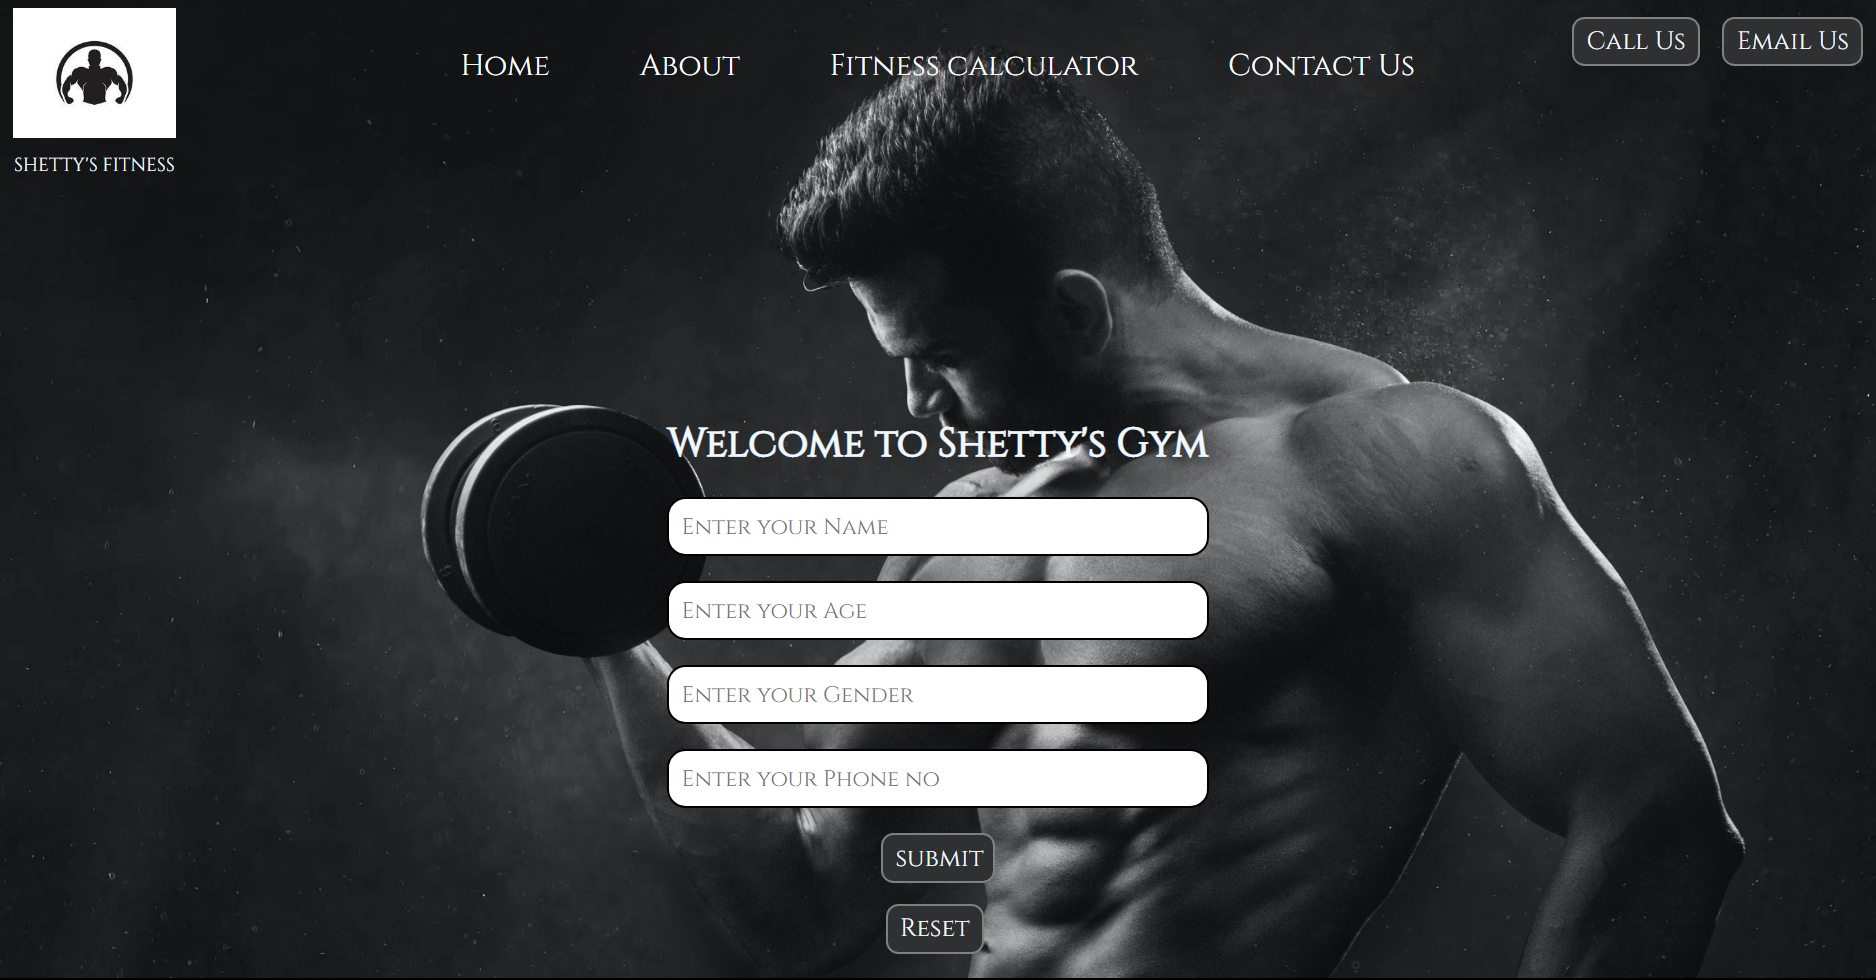 SHETTY'S FITNESS
Home
About
Fitness calculator
Contact Us
Call Us
Email Us
Welcome to Shetty's Gym
Enter your Name
Enter your Age
Enter your Gender
Enter your Phone no
submit
Reset